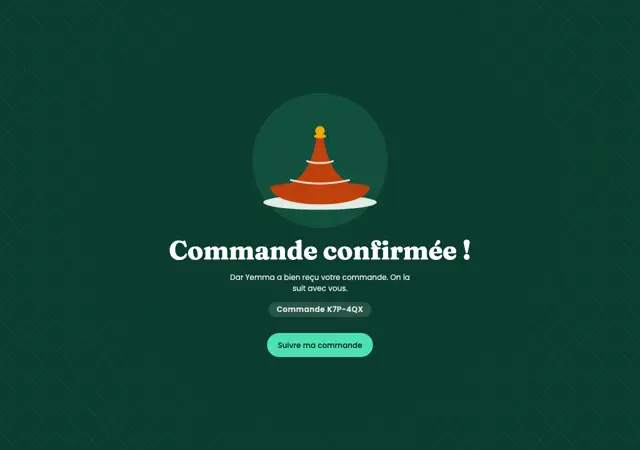 Commande confirmée !
Dar Yemma a bien reçu votre commande. On la
suit avec vous.
Commande K7P-4QX
Suivre ma commande